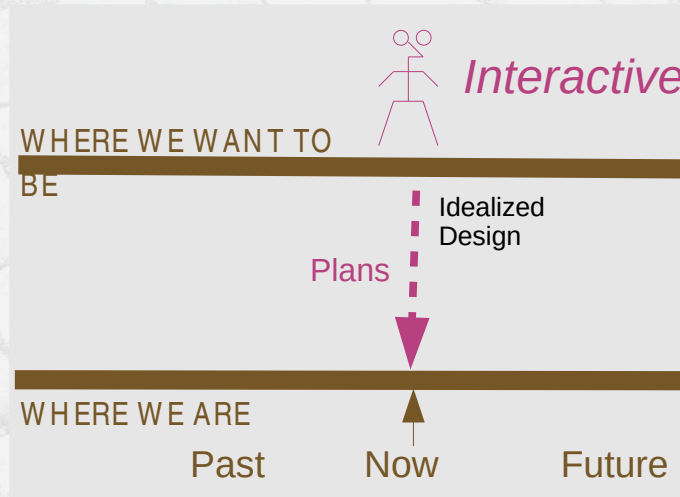 Interactive
WHERE WE WANT TO
BE
Idealized
Design
Plans
WHERE WE ARE
Past Now Future